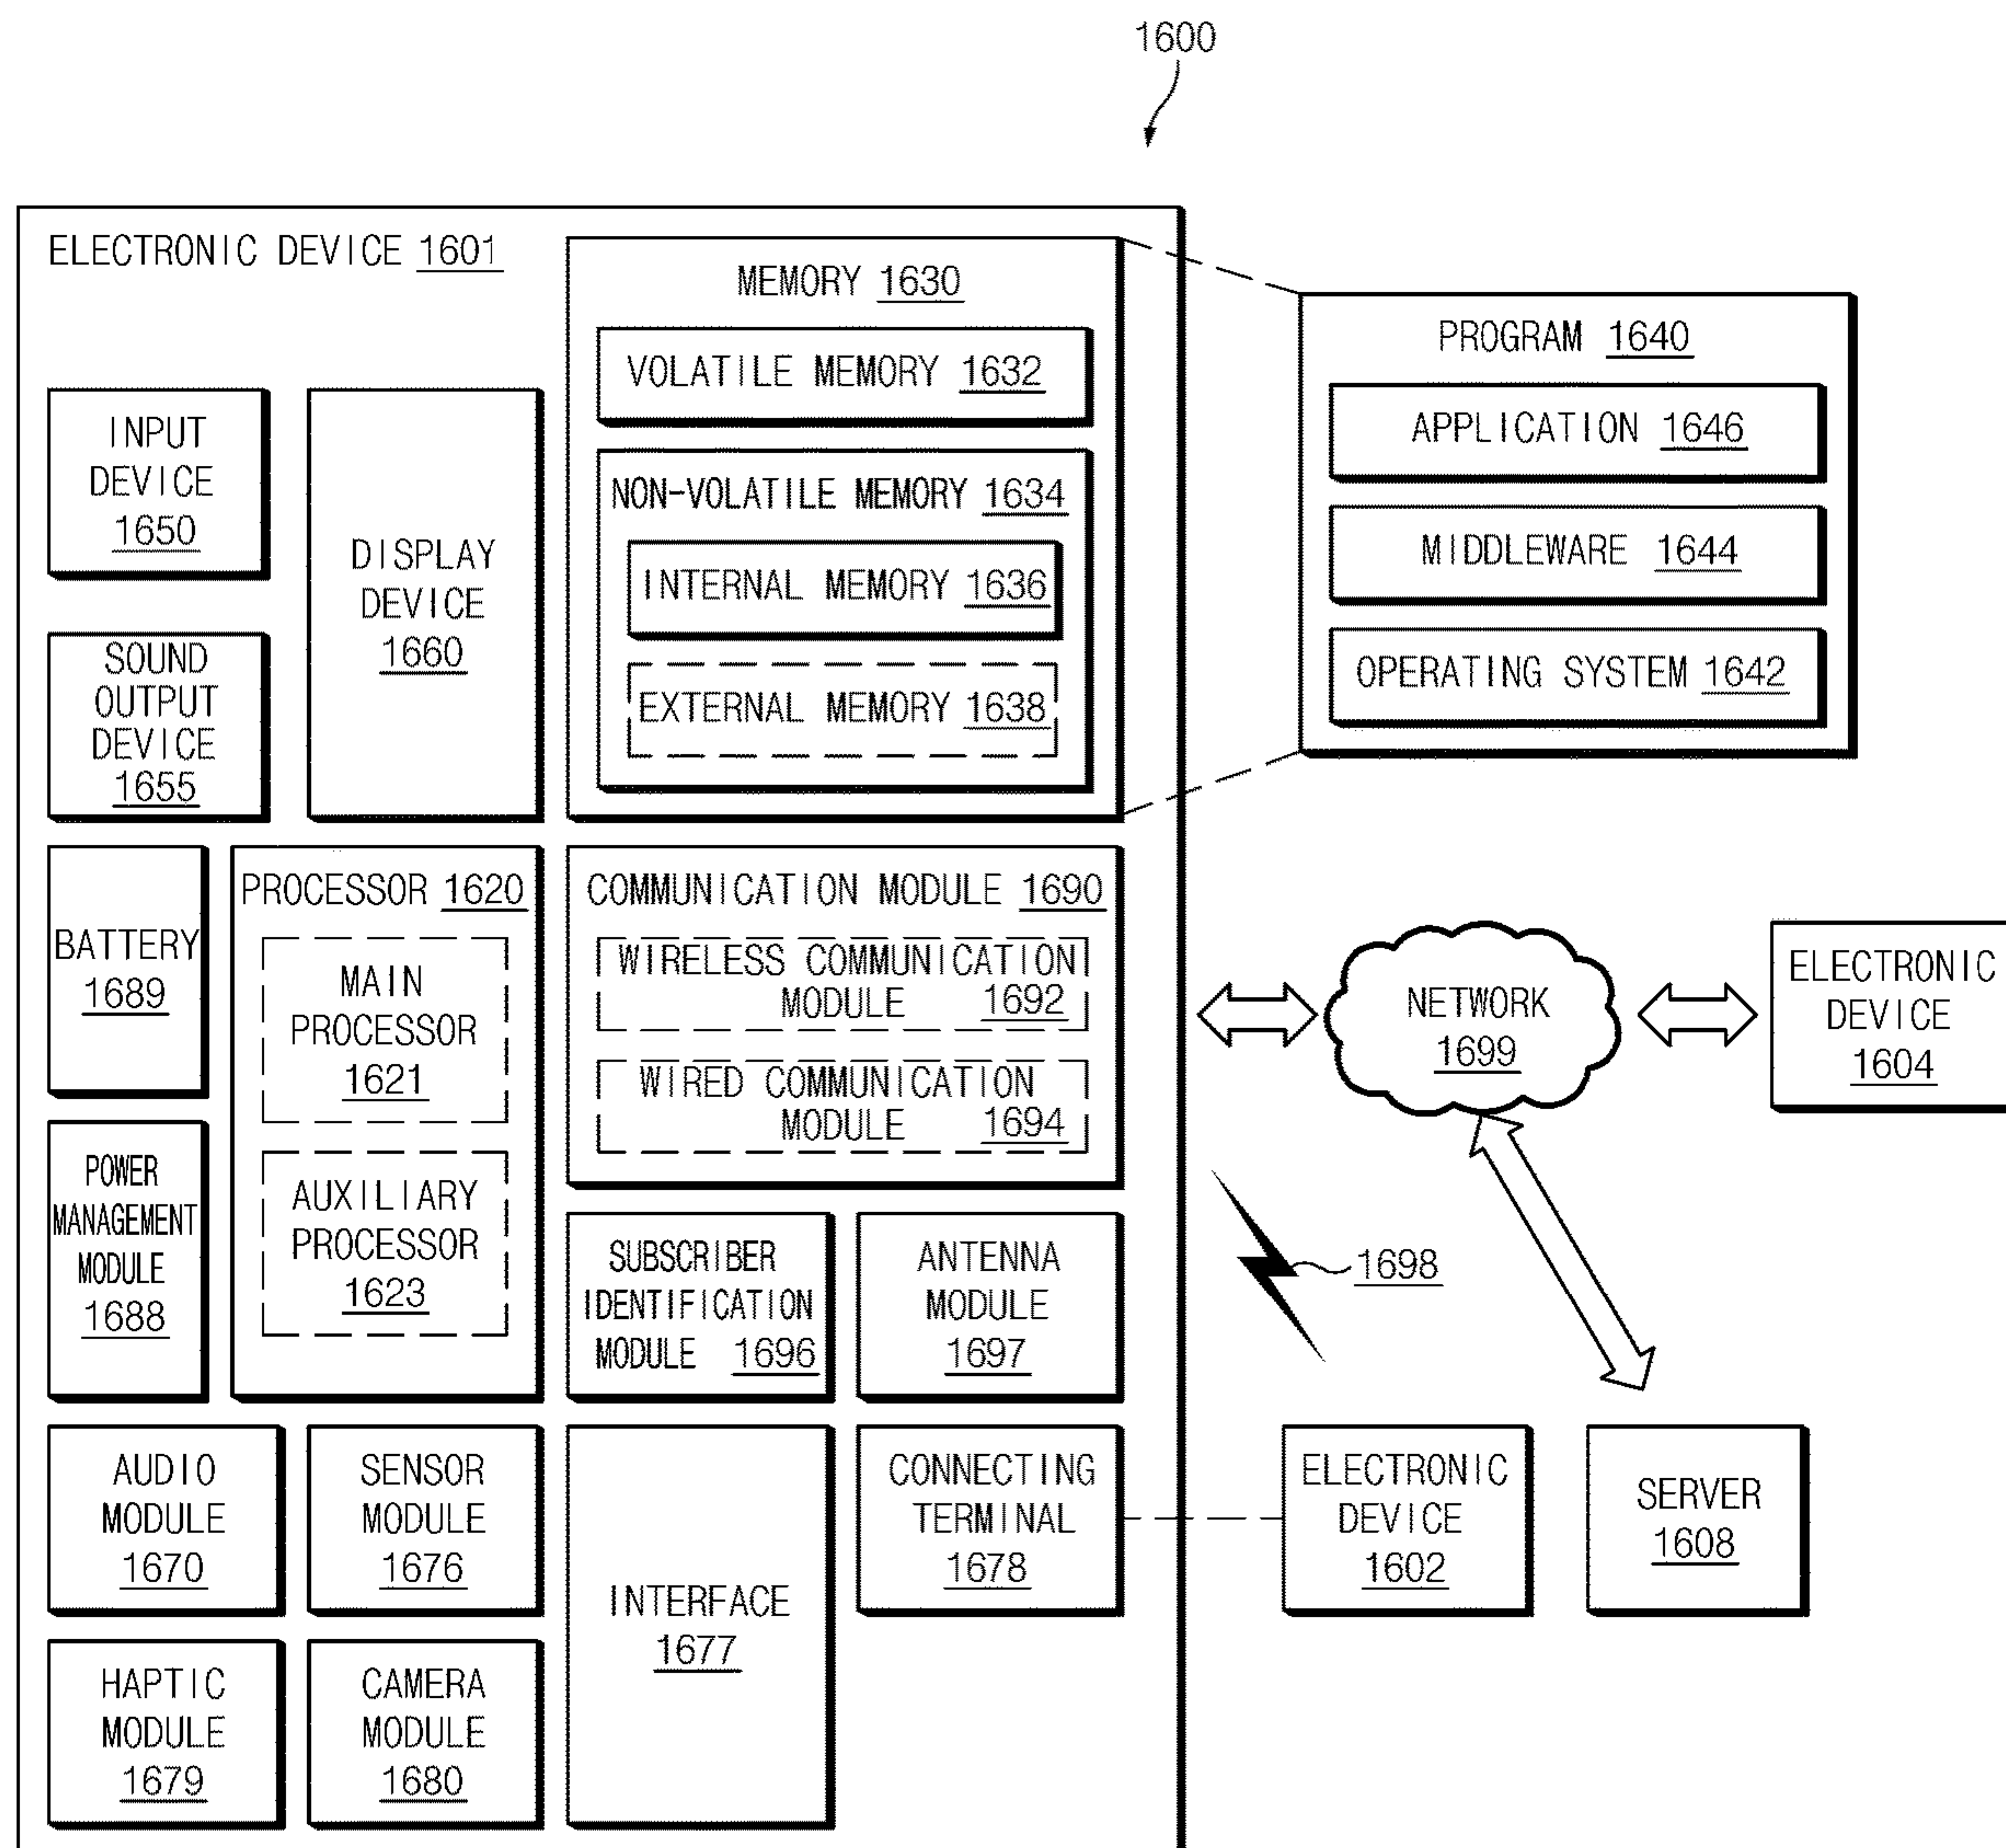 1600
ELECTRONIC DEVICE 1601
MEMORY 1630
VOLATILE MEMORY 1632
NON-VOLATILE MEMORY 1634
INTERNAL MEMORY 1636
EXTERNAL MEMORY 1638
PROGRAM 1640
APPLICATION 1646
MIDDLEWARE 1644
OPERATING SYSTEM 1642
INPUT
DEVICE
1650
DISPLAY
DEVICE
1660
SOUND
OUTPUT
DEVICE
1655
BATTERY
1689
PROCESSOR 1620
MAIN
PROCESSOR
1621
AUXILIARY
PROCESSOR
1623
COMMUNICATION MODULE 1690
WIRELESS COMMUNICATION
MODULE 1692
WIRED COMMUNICATION
MODULE 1694
NETWORK
1699
ELECTRONIC
DEVICE
1604
POWER
MANAGEMENT
MODULE
1688
SUBSCRIBER
IDENTIFICATION
MODULE 1696
ANTENNA
MODULE
1697
1698
AUDIO
MODULE
1670
SENSOR
MODULE
1676
INTERFACE
1677
CONNECTING
TERMINAL
1678
ELECTRONIC
DEVICE
1602
SERVER
1608
HAPTIC
MODULE
1679
CAMERA
MODULE
1680